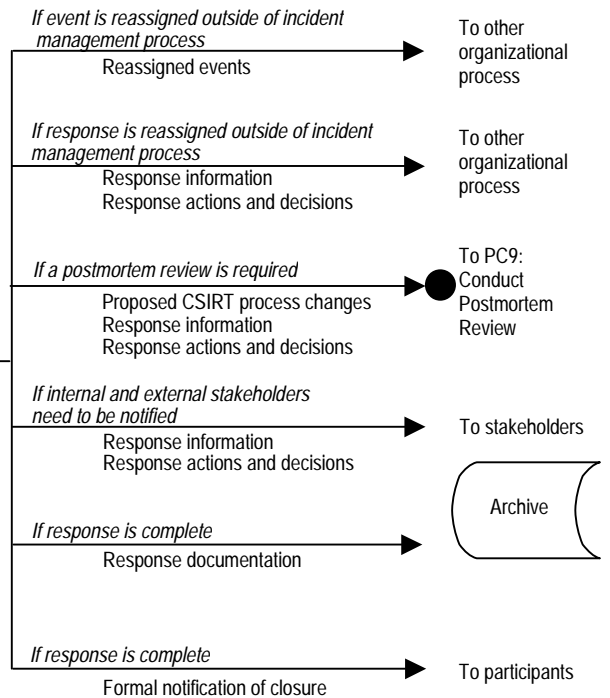 If event is reassigned outside of incident
management process
Reassigned events
To other
organizational
process
If response is reassigned outside of incident
management process
Response information
Response actions and decisions
To other
organizational
process
If a postmortem review is required
Proposed CSIRT process changes
Response information
Response actions and decisions
To PC9:
Conduct
Postmortem
Review
If internal and external stakeholders
need to be notified
Response information
Response actions and decisions
To stakeholders
Archive
If response is complete
Response documentation
If response is complete
Formal notification of closure
To participants